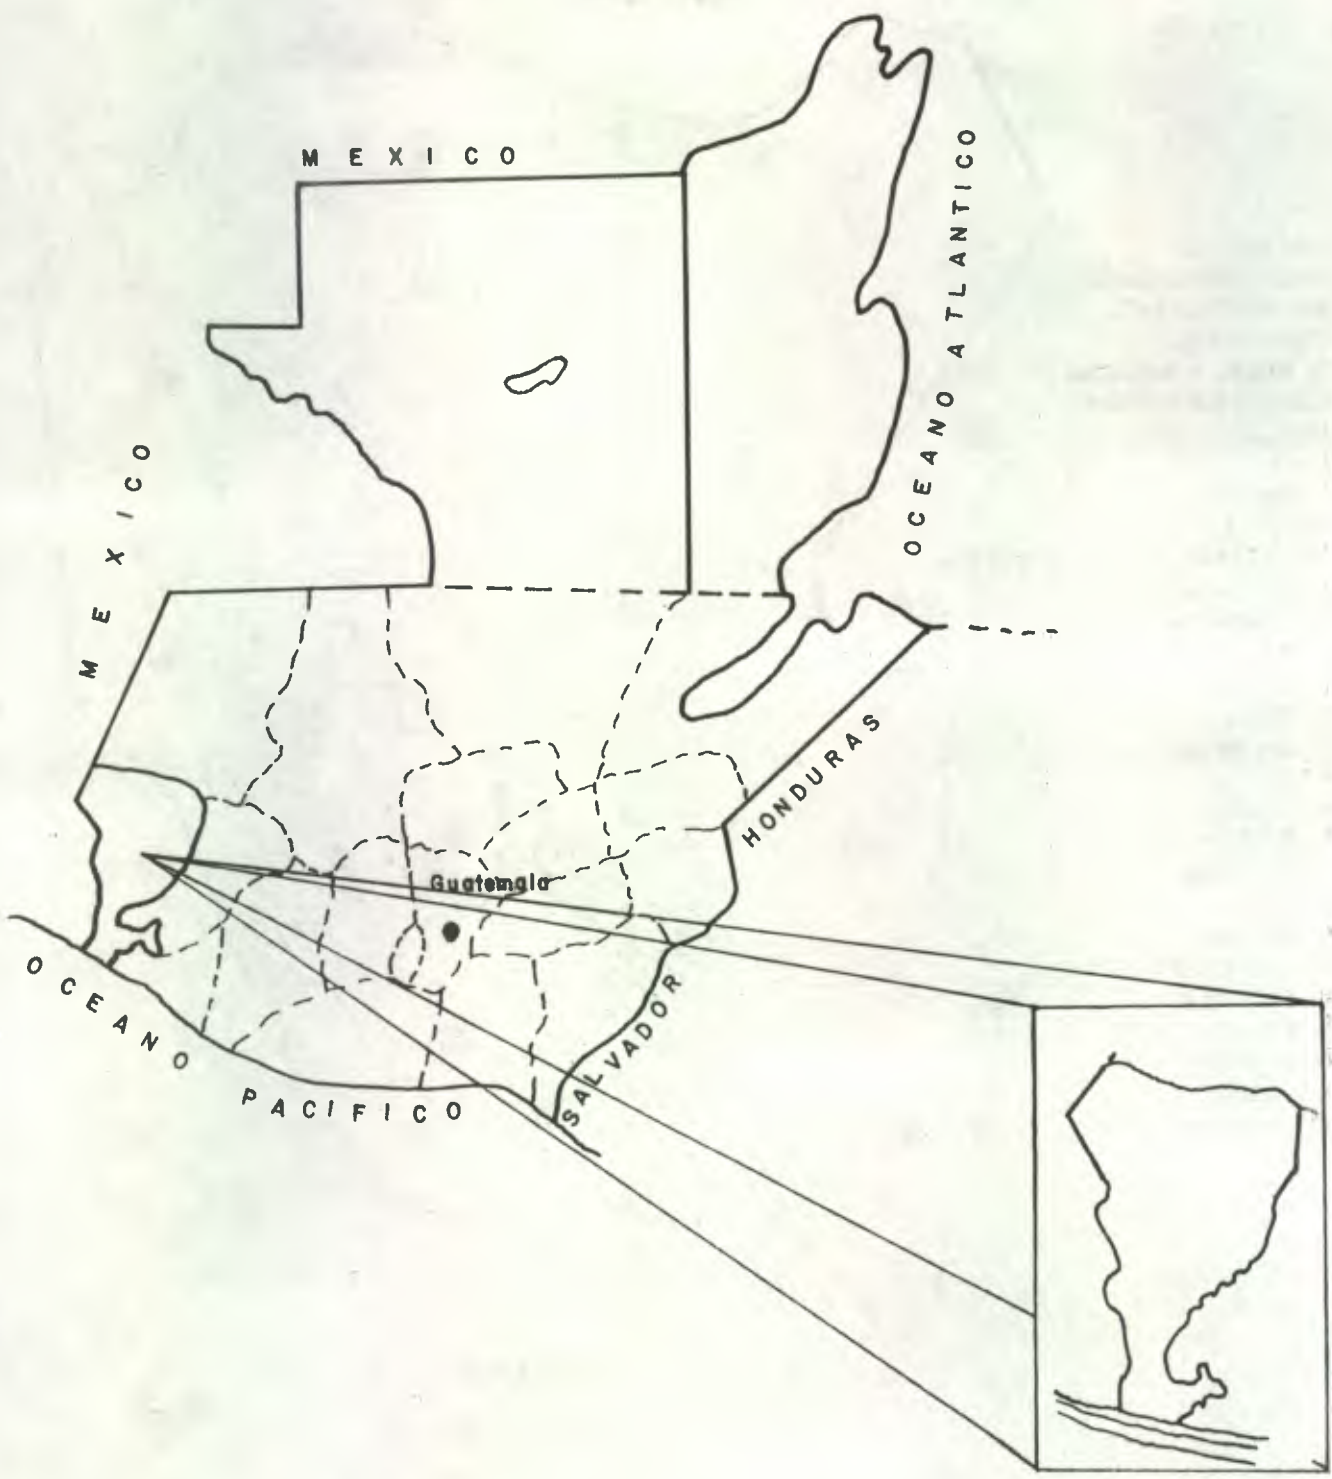 MEXICO
OCEANO ATLANTICO
MEXICO
HONDURAS
Guatemala
SALVADOR
OCEANO PACIFICO